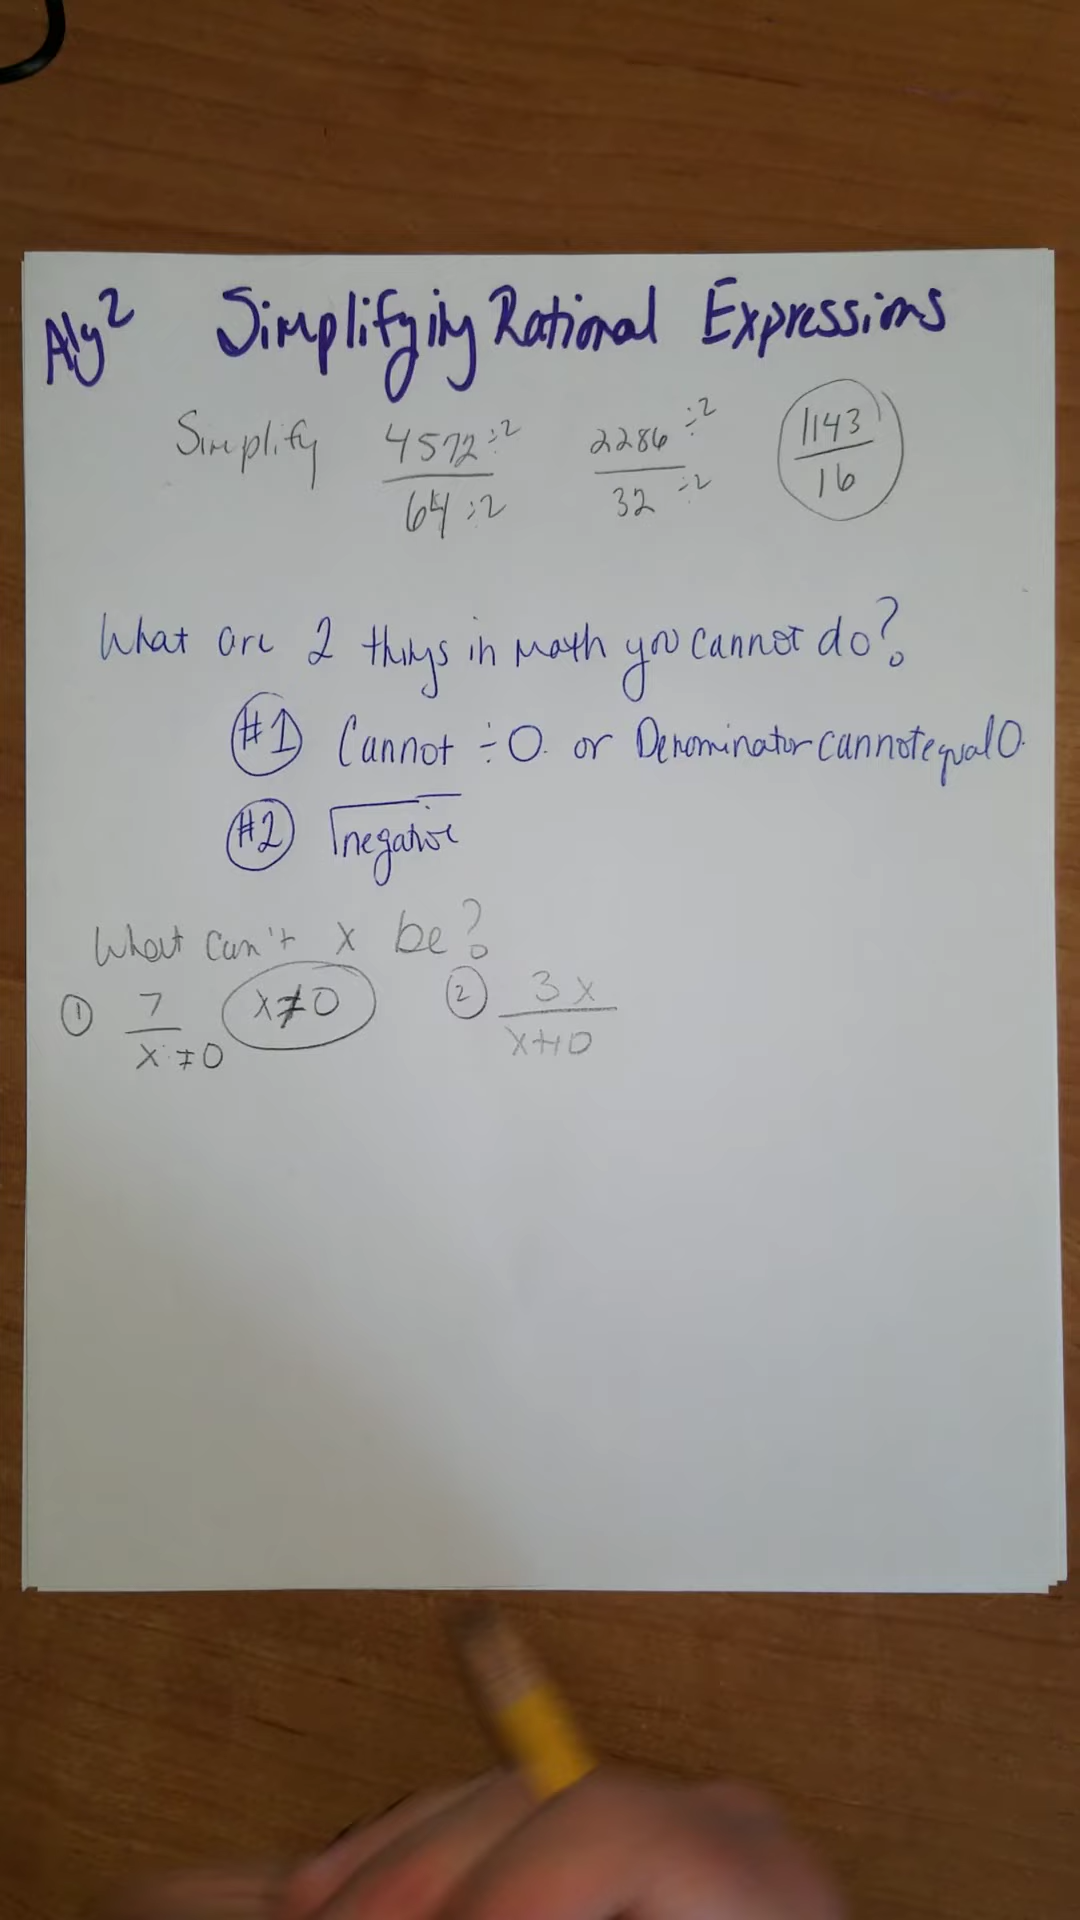 Alg 2 Simplifying Rational Expressions
Simplify 4572÷2/64÷2 2286÷2/32÷2 1143/16
What are 2 things in math you cannot do?
#1 Cannot ÷0. or Denominator cannot equal 0.
#2 √negative
What can't x be?
① 7/x≠0 x≠0 ② 3x/x+10